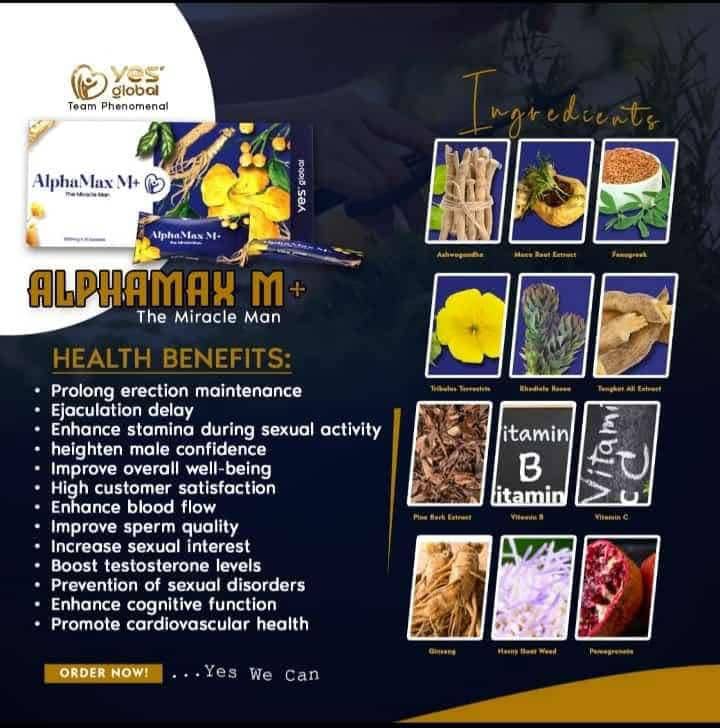 yes
global
Team Phenomenal
AlphaMax M+
The Miracle Man
yes global
AlphaMax M+
ALPHAMAX M+
The Miracle Man
HEALTH BENEFITS:
• Prolong erection maintenance
• Ejaculation delay
• Enhance stamina during sexual activity
• heighten male confidence
• Improve overall well-being
• High customer satisfaction
• Enhance blood flow
• Improve sperm quality
• Increase sexual interest
• Boost testosterone levels
• Prevention of sexual disorders
• Enhance cognitive function
• Promote cardiovascular health
ORDER NOW! ...Yes We Can
Ingredients
Ashwagandha Maca Root Extract Fenugreek
Tribulus Terrestris Rhodiola Rosea Tongkat Ali Extract
itamin
B
itamin
Vitami
C
Pine Bark Extract Vitamin B Vitamin C
Ginseng Horny Goat Weed Pomegranate